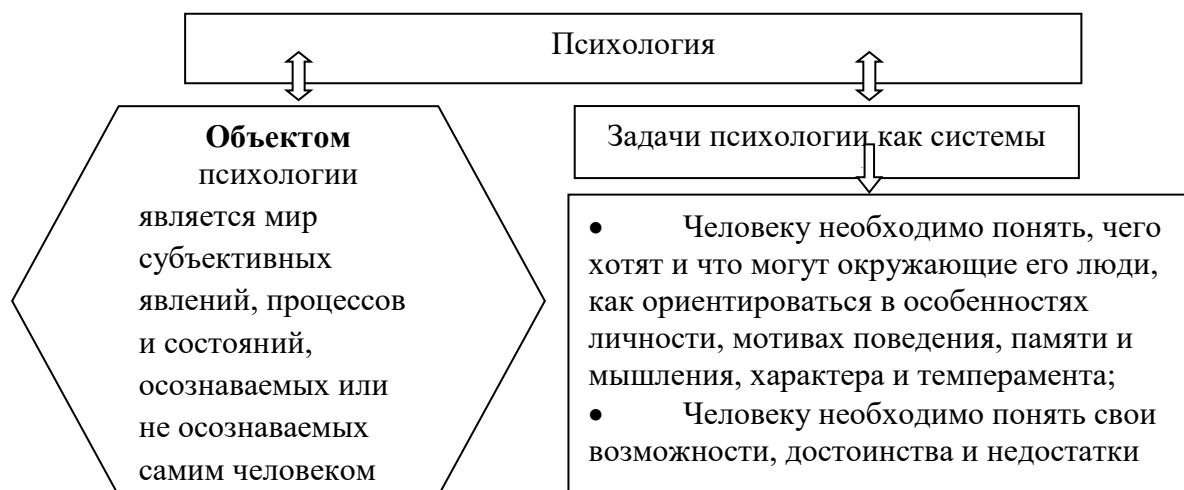 Психология
Объектом
психологии
является мир
субъективных
явлений, процессов
и состояний,
осознаваемых или
не осознаваемых
самим человеком
Задачи психологии как системы
• Человеку необходимо понять, чего
хотят и что могут окружающие его люди,
как ориентироваться в особенностях
личности, мотивах поведения, памяти и
мышления, характера и темперамента;
• Человеку необходимо понять свои
возможности, достоинства и недостатки